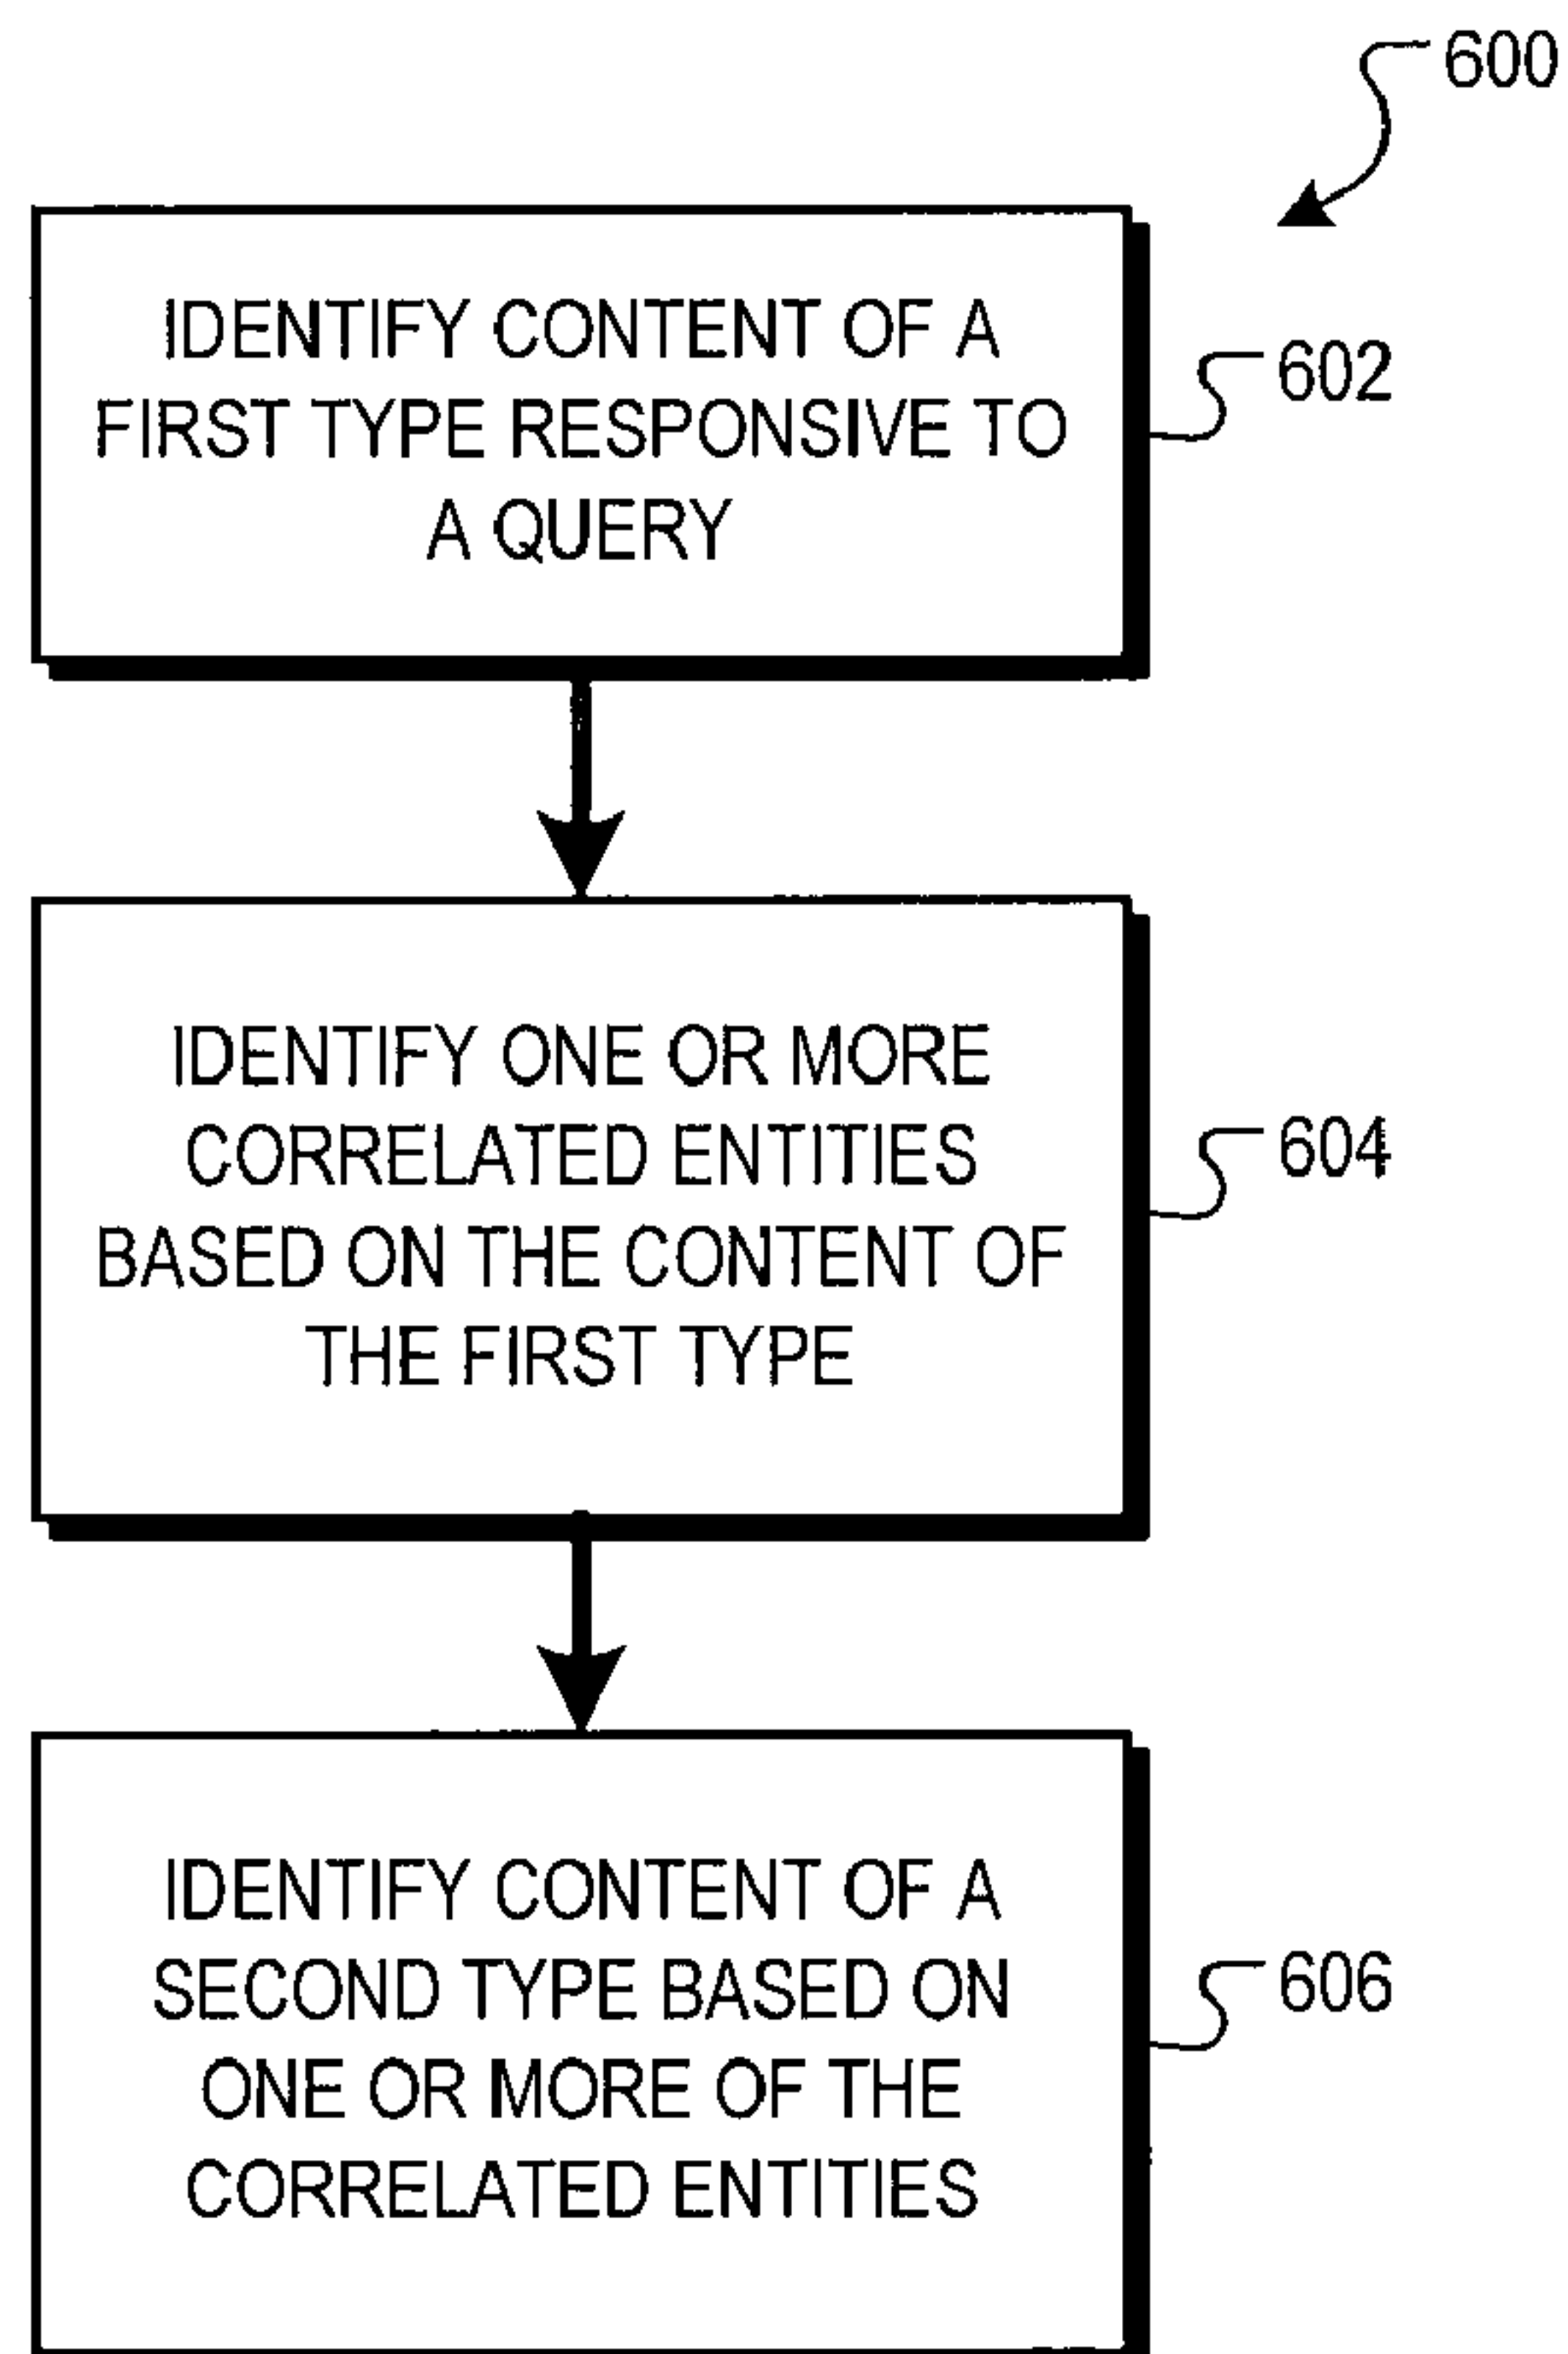 600
IDENTIFY CONTENT OF A
FIRST TYPE RESPONSIVE TO
A QUERY
602
IDENTIFY ONE OR MORE
CORRELATED ENTITIES
BASED ON THE CONTENT OF
THE FIRST TYPE
604
IDENTIFY CONTENT OF A
SECOND TYPE BASED ON
ONE OR MORE OF THE
CORRELATED ENTITIES
606